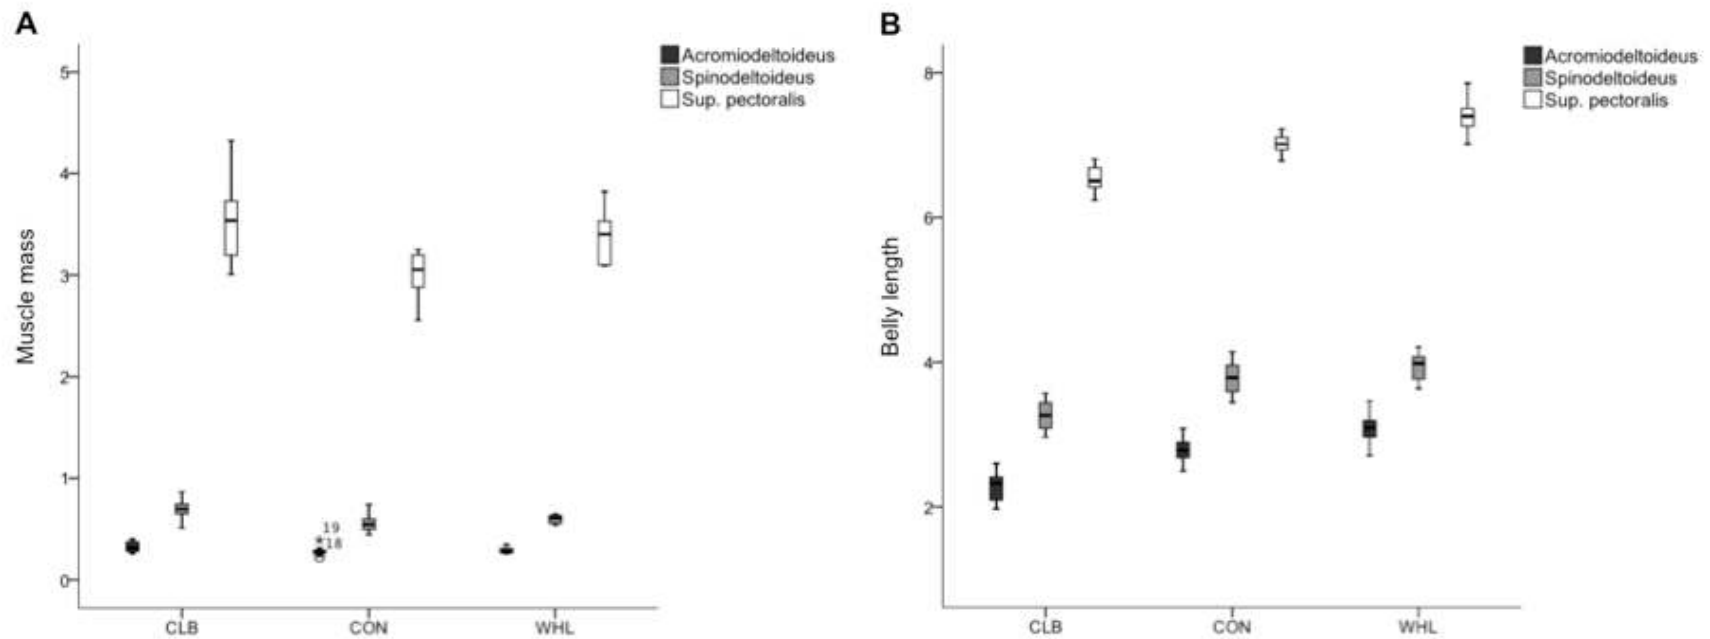 A
Acromiodeltoideus
Spinodeltoideus
Sup. pectoralis
5
4
3
2
1
0
Muscle mass
19
*18
CLB
CON
WHL
B
Acromiodeltoideus
Spinodeltoideus
Sup. pectoralis
8
6
4
2
Belly length
CLB
CON
WHL